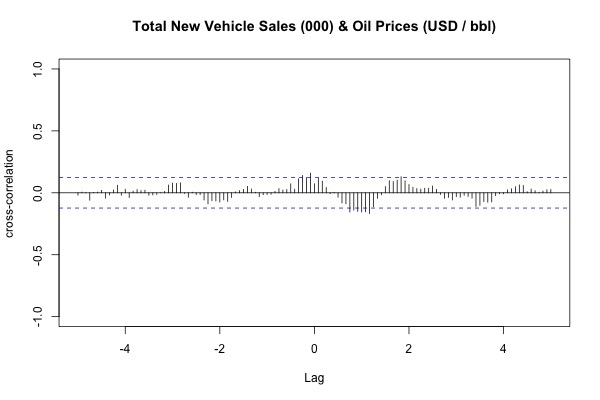 Total New Vehicle Sales (000) & Oil Prices (USD / bbl)
1.0
0.5
0.0
-0.5
-1.0
cross-correlation
-4 -2 0 2 4
Lag